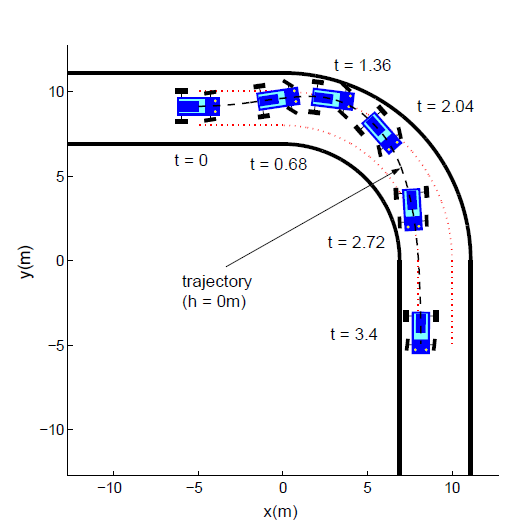 t = 1.36
10
t = 2.04
t = 0
t = 0.68
5
t = 2.72
y(m)
0
trajectory
(h = 0m)
t = 3.4
−5
−10
−10
−5
0
5
10
x(m)